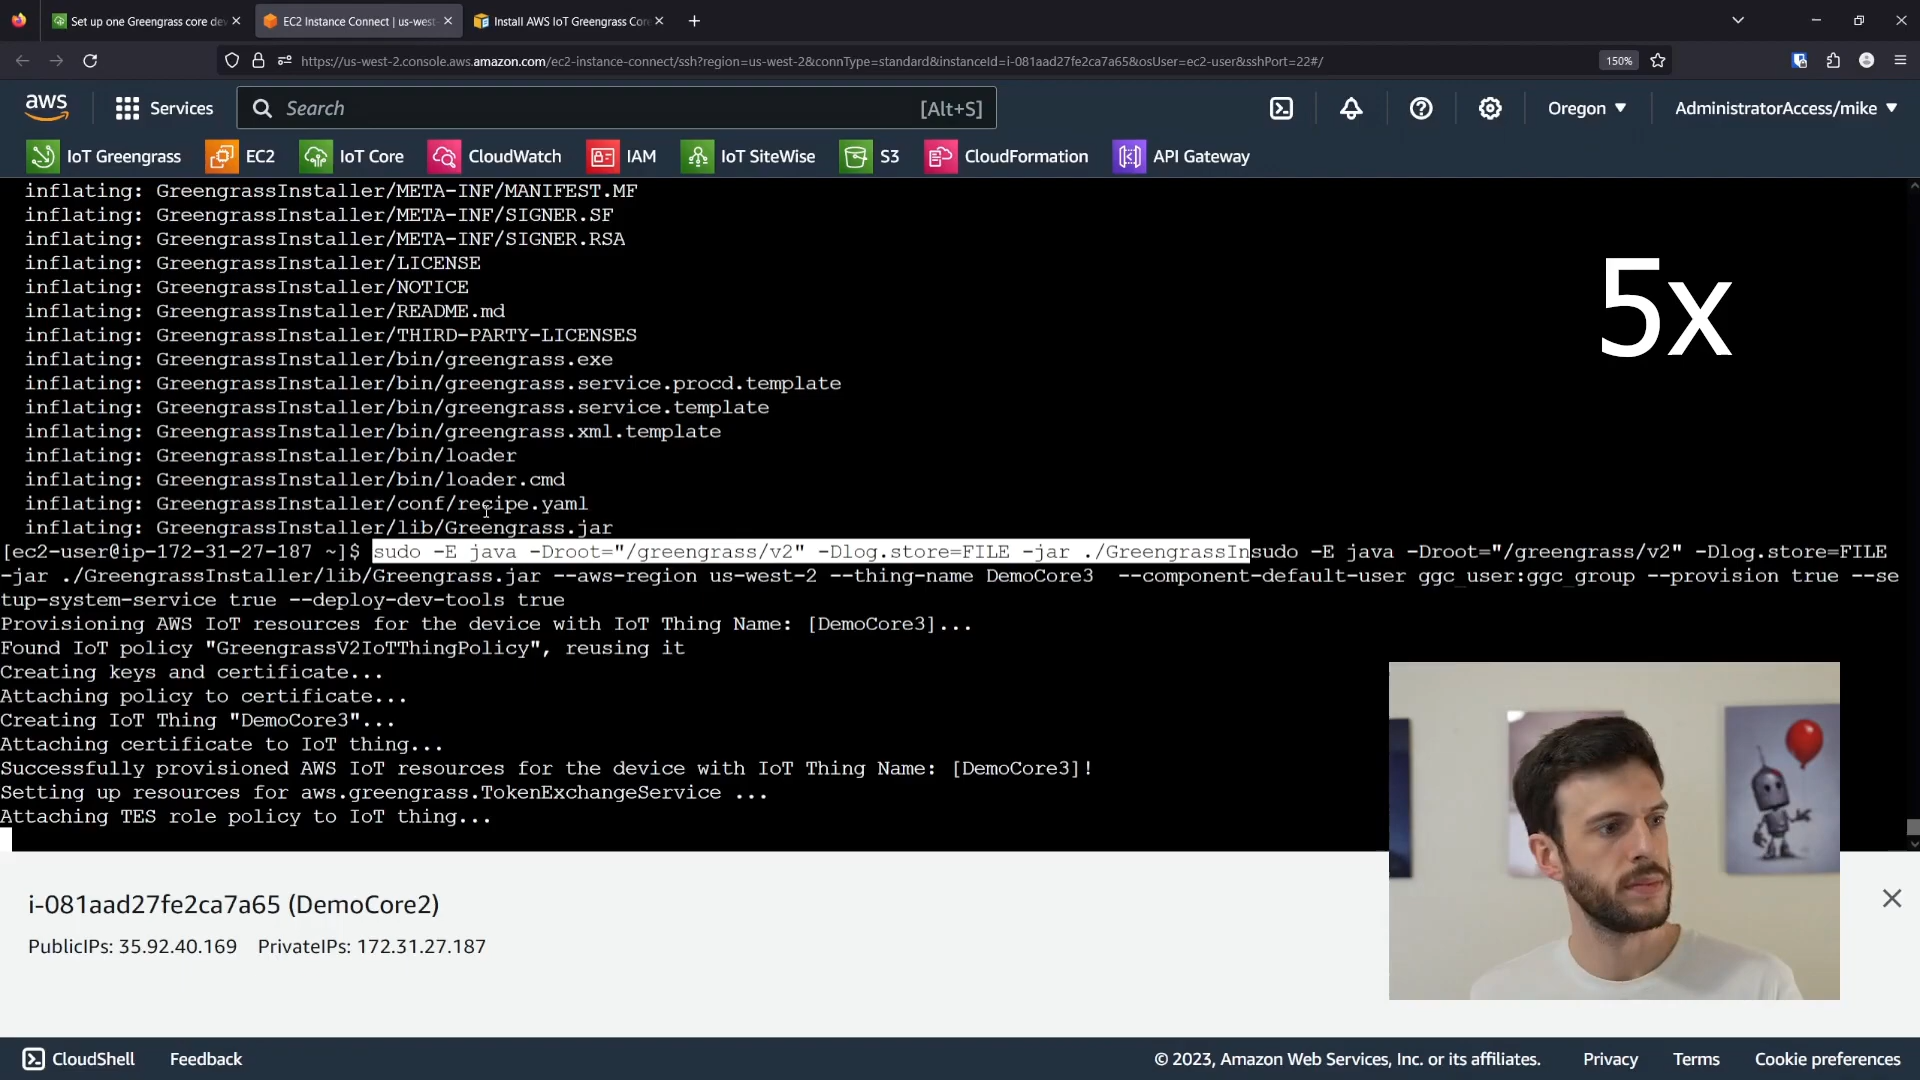 Set up one Greengrass core de
EC2 Instance Connect | us-west
Install AWS IoT Greengrass Cor
https://us-west-2.console.aws.amazon.com/ec2-instance-connect/ssh?region=us-west-2&connType=standard&instanceId=i-081aad27fe2ca7a65&osUser=ec2-user&sshPort=22#/
150%
aws
Services
Search
[Alt+S]
Oregon
AdministratorAccess/mike
IoT Greengrass
EC2
IoT Core
CloudWatch
IAM
IoT SiteWise
S3
CloudFormation
API Gateway
inflating: GreengrassInstaller/META-INF/MANIFEST.MF
inflating: GreengrassInstaller/META-INF/SIGNER.SF
inflating: GreengrassInstaller/META-INF/SIGNER.RSA
inflating: GreengrassInstaller/LICENSE
inflating: GreengrassInstaller/NOTICE
inflating: GreengrassInstaller/README.md
inflating: GreengrassInstaller/THIRD-PARTY-LICENSES
inflating: GreengrassInstaller/bin/greengrass.exe
inflating: GreengrassInstaller/bin/greengrass.service.procd.template
inflating: GreengrassInstaller/bin/greengrass.service.template
inflating: GreengrassInstaller/bin/greengrass.xml.template
inflating: GreengrassInstaller/bin/loader
inflating: GreengrassInstaller/bin/loader.cmd
inflating: GreengrassInstaller/conf/recipe.yaml
inflating: GreengrassInstaller/lib/Greengrass.jar
5x
[ec2-user@ip-172-31-27-187 ~]$ sudo -E java -Droot="/greengrass/v2" -Dlog.store=FILE -jar ./GreengrassInsudo -E java -Droot="/greengrass/v2" -Dlog.store=FILE
-jar ./GreengrassInstaller/lib/Greengrass.jar --aws-region us-west-2 --thing-name DemoCore3  --component-default-user ggc_user:ggc_group --provision true --se
tup-system-service true --deploy-dev-tools true
Provisioning AWS IoT resources for the device with IoT Thing Name: [DemoCore3]...
Found IoT policy "GreengrassV2IoTThingPolicy", reusing it
Creating keys and certificate...
Attaching policy to certificate...
Creating IoT Thing "DemoCore3"...
Attaching certificate to IoT thing...
Successfully provisioned AWS IoT resources for the device with IoT Thing Name: [DemoCore3]!
Setting up resources for aws.greengrass.TokenExchangeService ...
Attaching TES role policy to IoT thing...
i-081aad27fe2ca7a65 (DemoCore2)
PublicIPs: 35.92.40.169 PrivateIPs: 172.31.27.187
CloudShell
Feedback
© 2023, Amazon Web Services, Inc. or its affiliates.
Privacy
Terms
Cookie preferences